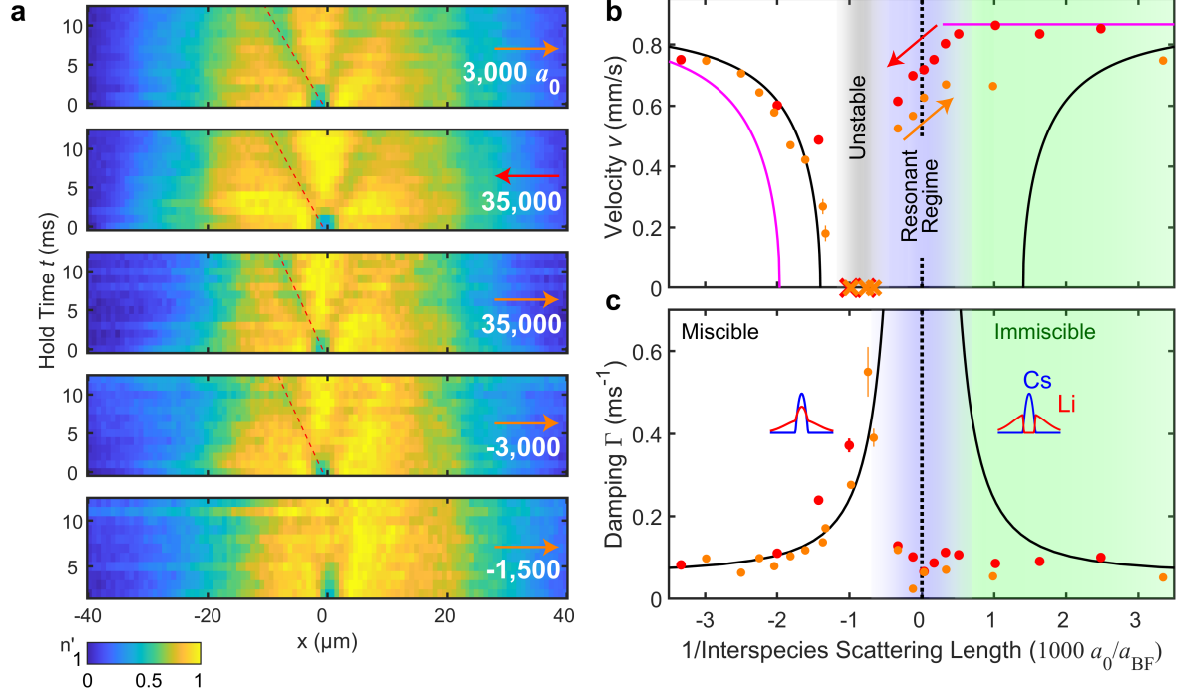 a
10
5
0
3,000 a0
10
5
0
35,000
10
5
0
35,000
10
5
0
-3,000
10
5
-1,500
Hold Time t (ms)
-40
-20
0
20
40
x (µm)
n'1
0
0.5
1
b
0.8
0.6
0.4
0.2
0
Velocity v (mm/s)
Unstable
Resonant
Regime
c
0.6
0.4
0.2
0
Damping Γ (ms-1)
Miscible
Immiscible
Cs
Li
-3
-2
-1
0
1
2
3
1/Interspecies Scattering Length (1000 a0/aBF)